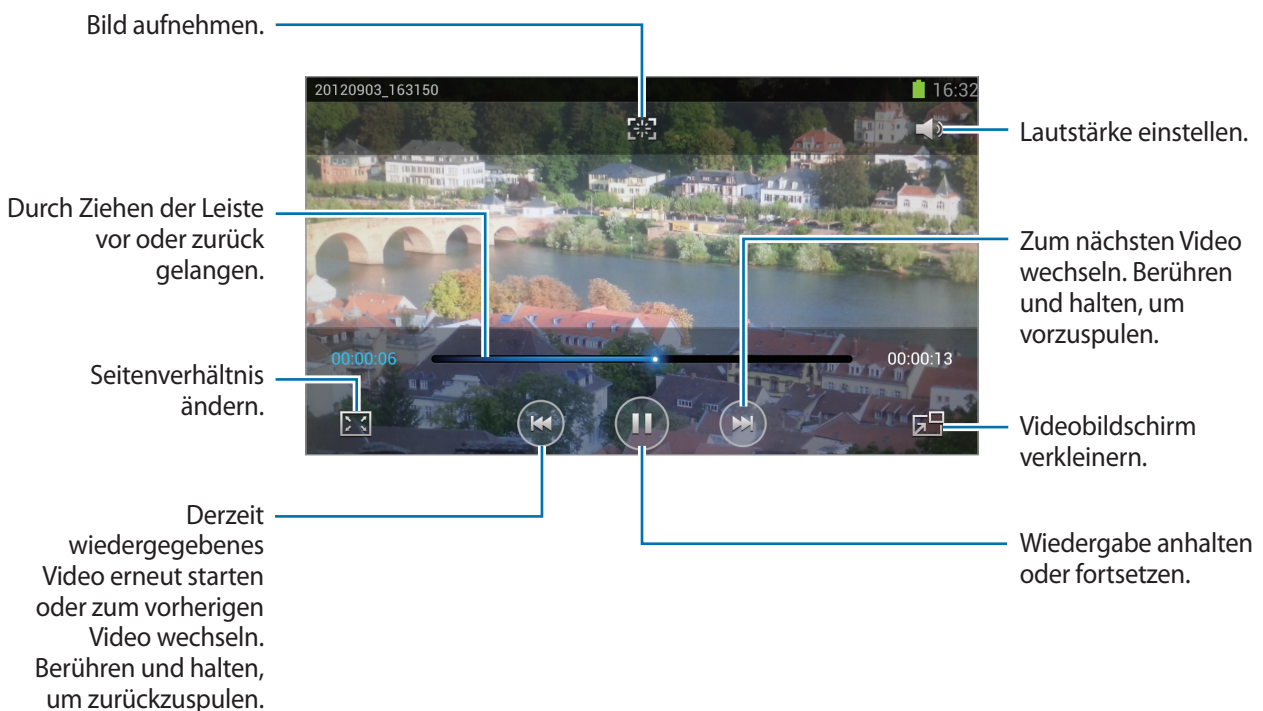 Bild aufnehmen.
20120903_163150
16:32
Lautstärke einstellen.
Durch Ziehen der Leiste
vor oder zurück
gelangen.
Zum nächsten Video
wechseln. Berühren
und halten, um
vorzuspulen.
00:00:06
00:00:13
Seitenverhältnis
ändern.
Videobildschirm
verkleinern.
Derzeit
wiedergegebenes
Video erneut starten
oder zum vorherigen
Video wechseln.
Berühren und halten,
um zurückzuspulen.
Wiedergabe anhalten
oder fortsetzen.